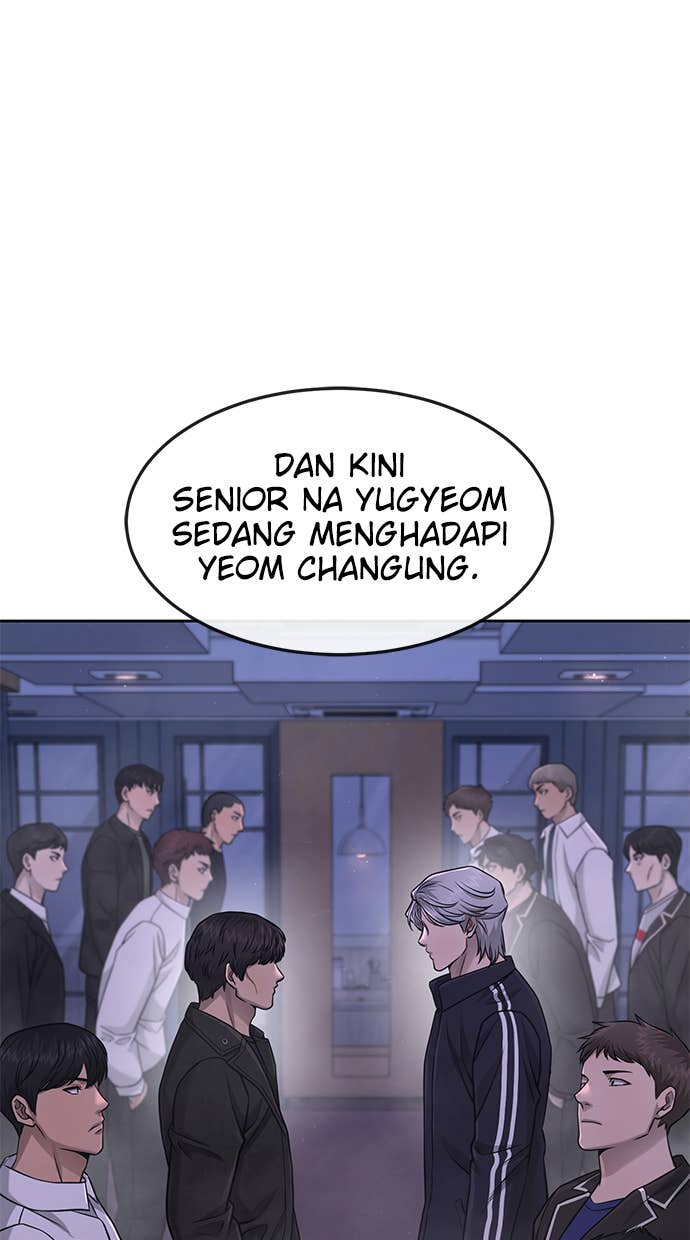 DAN KINI
SENIOR NA YUGYEOM
SEDANG MENGHADAPI
YEOM CHANGUNG.